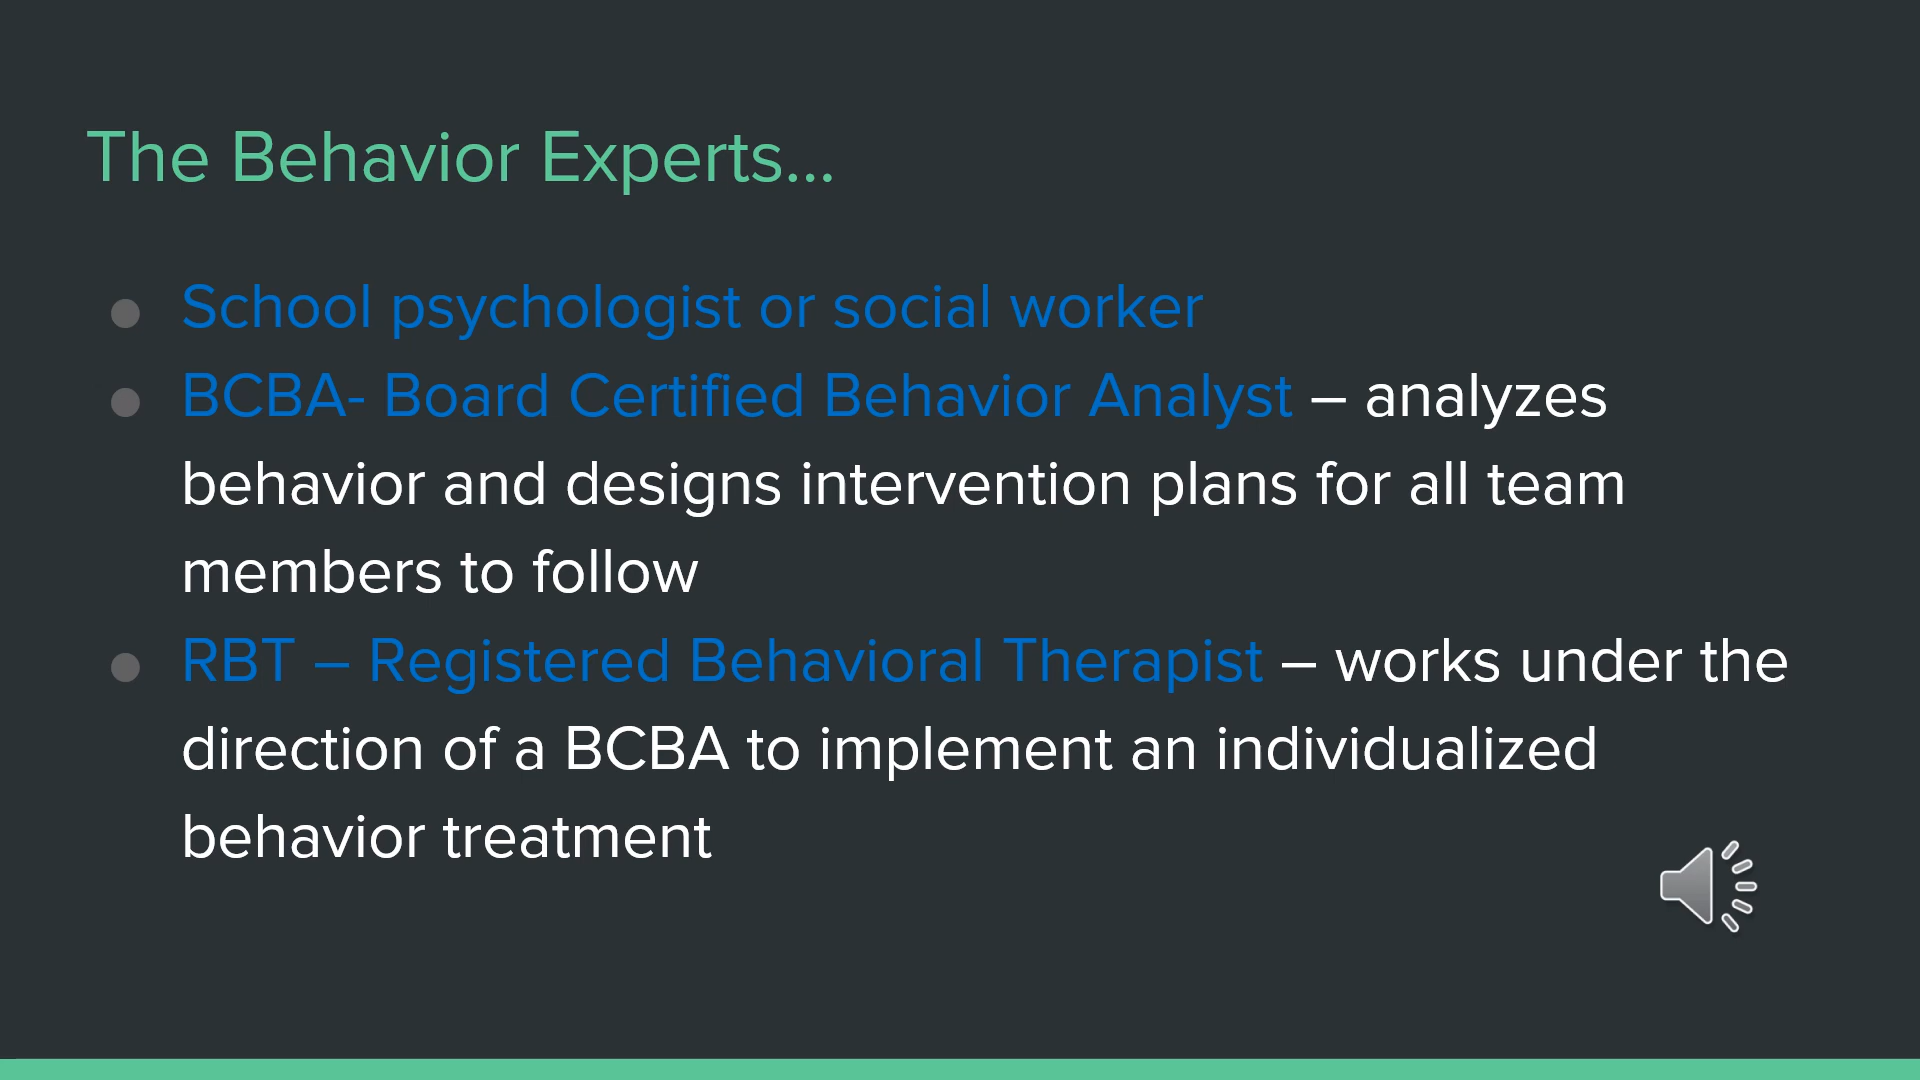 The Behavior Experts...
● School psychologist or social worker
● BCBA- Board Certified Behavior Analyst – analyzes
behavior and designs intervention plans for all team
members to follow
● RBT – Registered Behavioral Therapist – works under the
direction of a BCBA to implement an individualized
behavior treatment